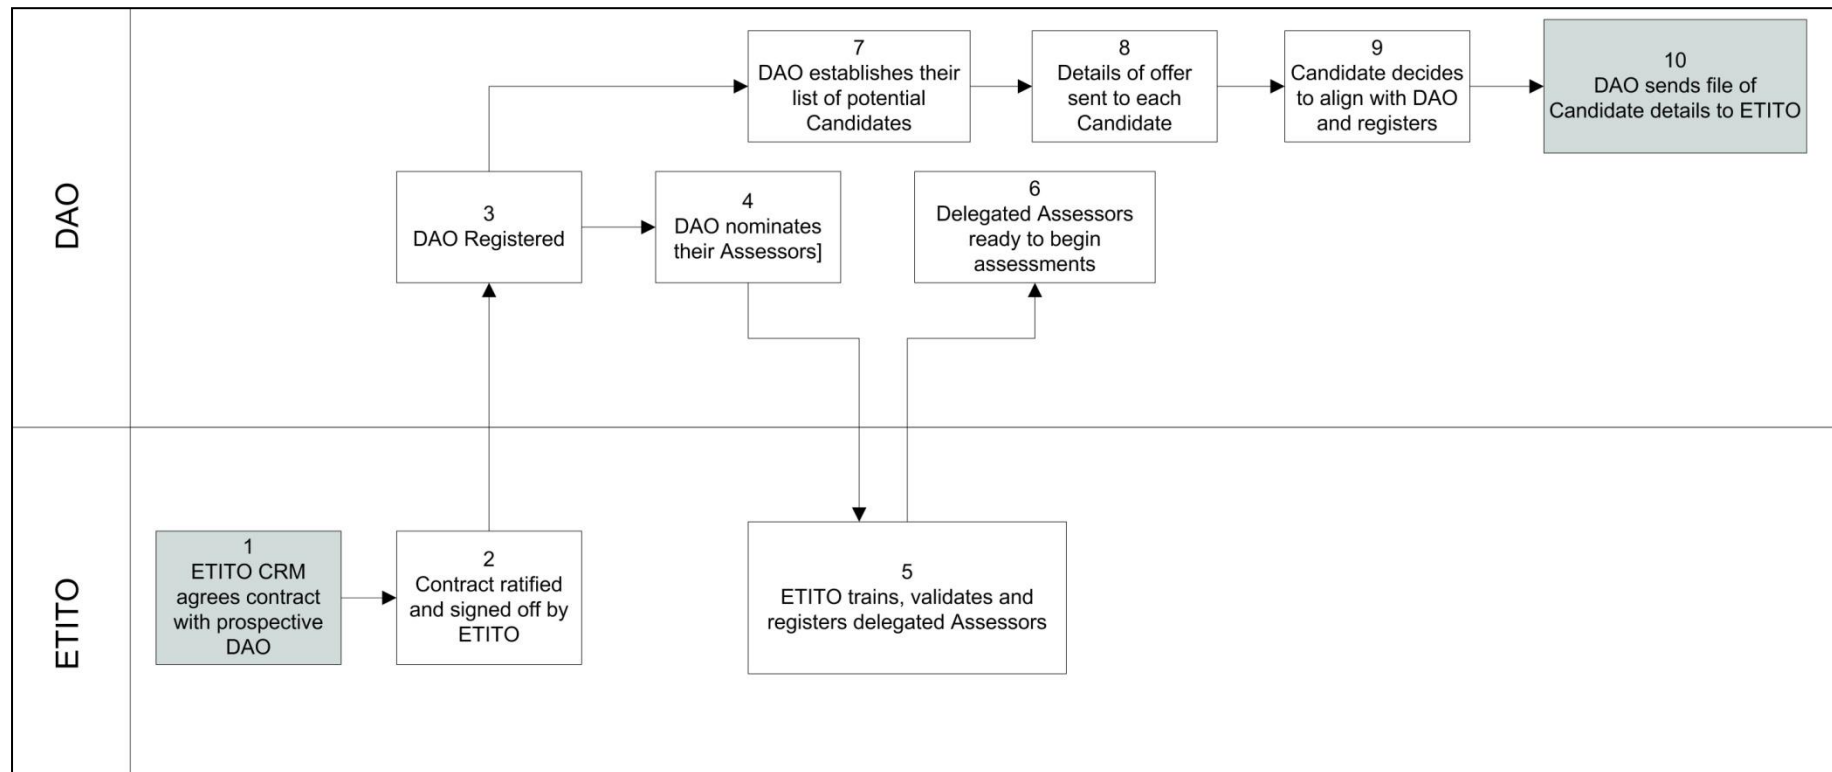 DAO
7
DAO establishes their
list of potential
Candidates
8
Details of offer
sent to each
Candidate
9
Candidate decides
to align with DAO
and registers
10
DAO sends file of
Candidate details to ETITO
3
DAO Registered
4
DAO nominates
their Assessors]
6
Delegated Assessors
ready to begin
assessments
ETITO
1
ETITO CRM
agrees contract
with prospective
DAO
2
Contract ratified
and signed off by
ETITO
5
ETITO trains, validates and
registers delegated Assessors